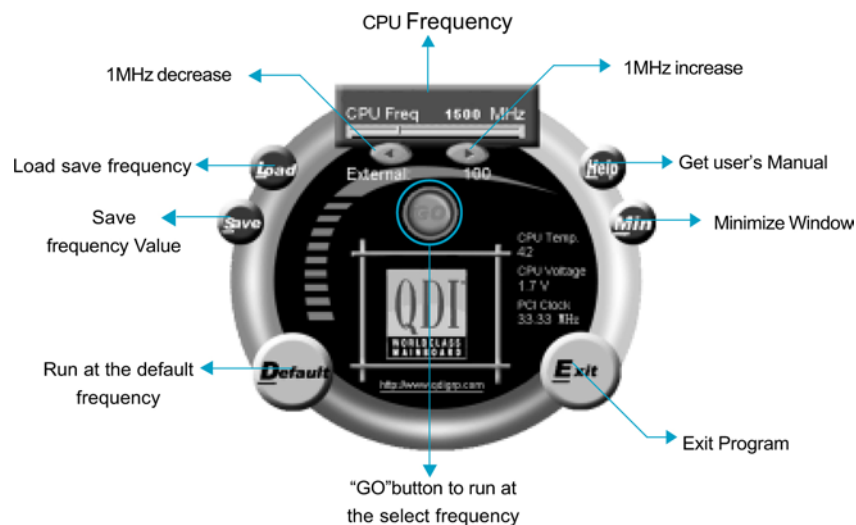 CPU Frequency
1MHz decrease
1MHz increase
CPU Freq 1500 MHz
Load save frequency
Load
External: 100
Help
Get user's Manual
Save
frequency Value
Save
GO
Min
Minimize Window
CPU Temp.
42
CPU Voltage
1.7 V
PCI Clock
33.33 MHz
QDI
WORLDCLASS
MAINBOARD
Run at the default
frequency
Default
Exit
http://www.qdigrp.com
Exit Program
"GO"button to run at
the select frequency